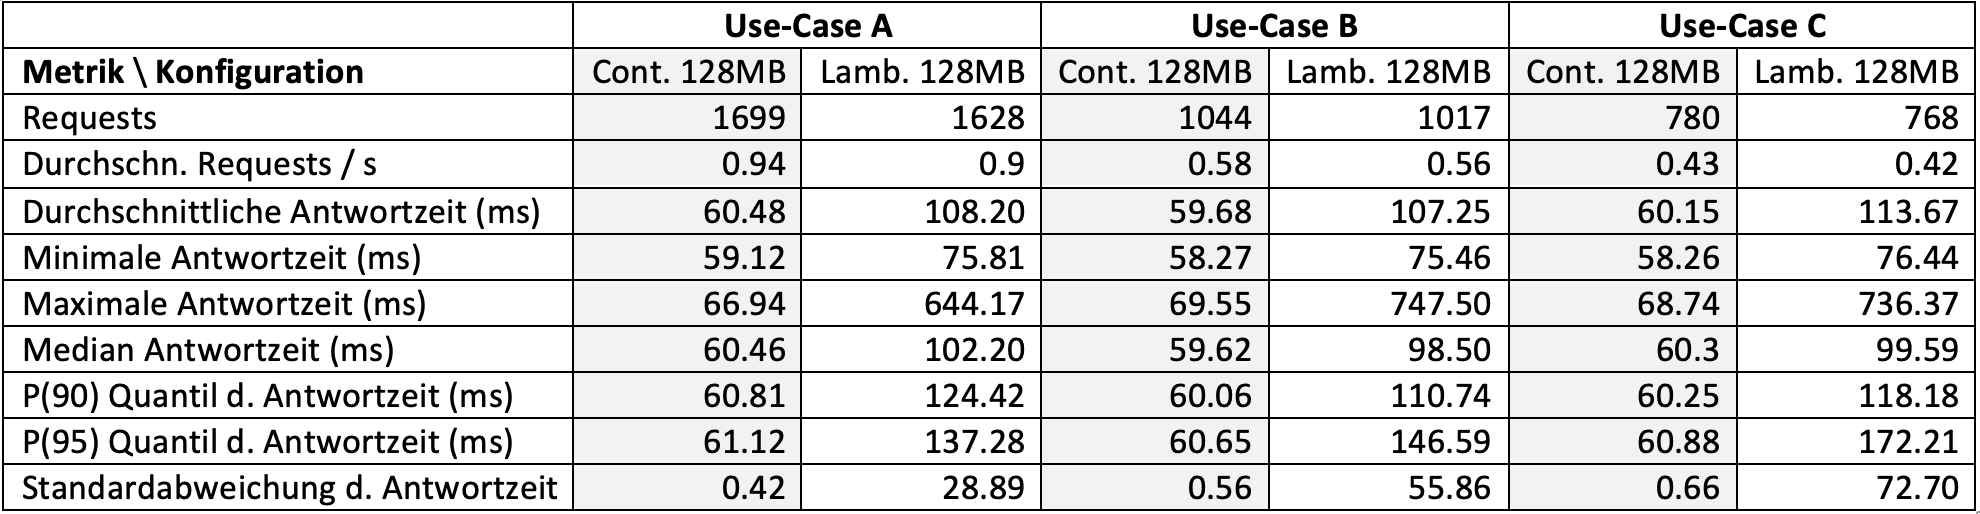 Use-Case A Use-Case B Use-Case C
Metrik \ Konfiguration Cont. 128MB Lamb. 128MB Cont. 128MB Lamb. 128MB Cont. 128MB Lamb. 128MB
Requests 1699 1628 1044 1017 780 768
Durchschn. Requests / s 0.94 0.9 0.58 0.56 0.43 0.42
Durchschnittliche Antwortzeit (ms) 60.48 108.20 59.68 107.25 60.15 113.67
Minimale Antwortzeit (ms) 59.12 75.81 58.27 75.46 58.26 76.44
Maximale Antwortzeit (ms) 66.94 644.17 69.55 747.50 68.74 736.37
Median Antwortzeit (ms) 60.46 102.20 59.62 98.50 60.3 99.59
P(90) Quantil d. Antwortzeit (ms) 60.81 124.42 60.06 110.74 60.25 118.18
P(95) Quantil d. Antwortzeit (ms) 61.12 137.28 60.65 146.59 60.88 172.21
Standardabweichung d. Antwortzeit 0.42 28.89 0.56 55.86 0.66 72.70